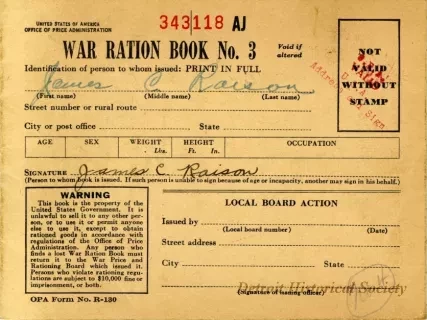 UNITED STATES OF AMERICA
OFFICE OF PRICE ADMINISTRATION
343118 AJ
WAR RATION BOOK No. 3
Void if
altered
NOT
VALID
WITHOUT
STAMP
Identification of person to whom issued: PRINT IN FULL
James C. Raison
(First name) (Middle name) (Last name)
Street number or rural route
City or post office State
AGE SEX WEIGHT HEIGHT OCCUPATION
Lbs. Ft. In.
SIGNATURE James C. Raison
(Person to whom book is issued. If such person is unable to sign because of age or incapacity, another may sign in his behalf.)
WARNING
This book is the property of the
United States Government. It is
unlawful to sell it to any other per-
son, or to use it or permit anyone
else to use it, except to obtain
rationed goods in accordance with
regulations of the Office of Price
Administration. Any person who
finds a lost War Ration Book must
return it to the War Price and
Rationing Board which issued it.
Persons who violate rationing regu-
lations are subject to $10,000 fine or
imprisonment, or both.
OPA Form No. R-130
LOCAL BOARD ACTION
Issued by
(Local board number) (Date)
Street address
City State
Detroit Historical Society
(Signature of issuing officer)